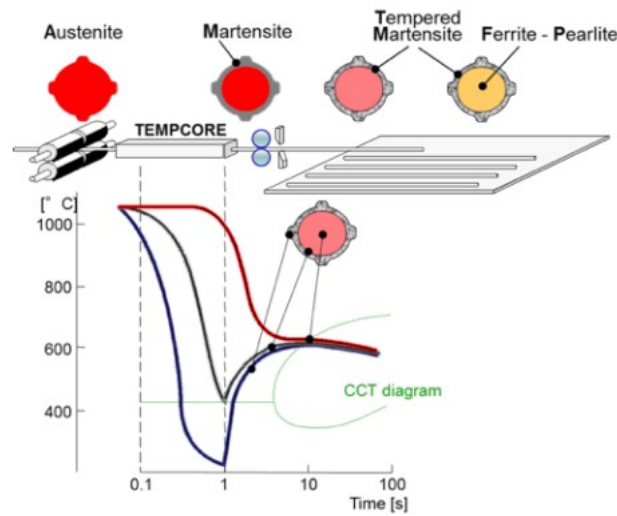 Austenite
Martensite
Tempered
Martensite
Ferrite - Pearlite
TEMPCORE
[° C]
1000
800
600
400
CCT diagram
0.1
1
10
100
Time [s]